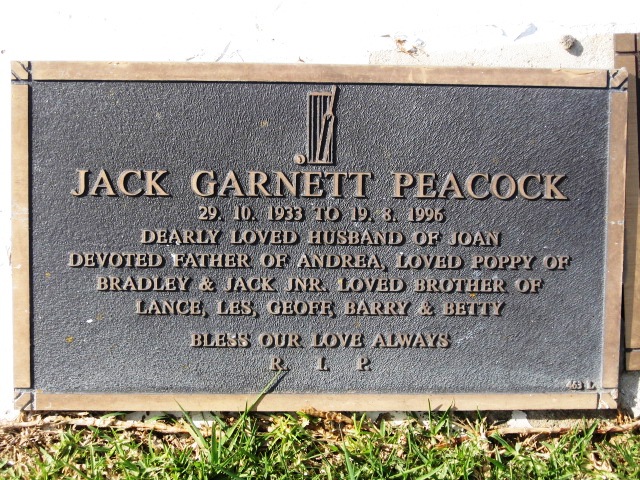 JACK GARNETT PEACOCK
29. 10. 1933 TO 19. 8. 1996
DEARLY LOVED HUSBAND OF JOAN
DEVOTED FATHER OF ANDREA, LOVED POPPY OF
BRADLEY & JACK JNR. LOVED BROTHER OF
LANCE, LES, GEOFF, BARRY & BETTY
BLESS OUR LOVE ALWAYS
R. I. P.
463 L